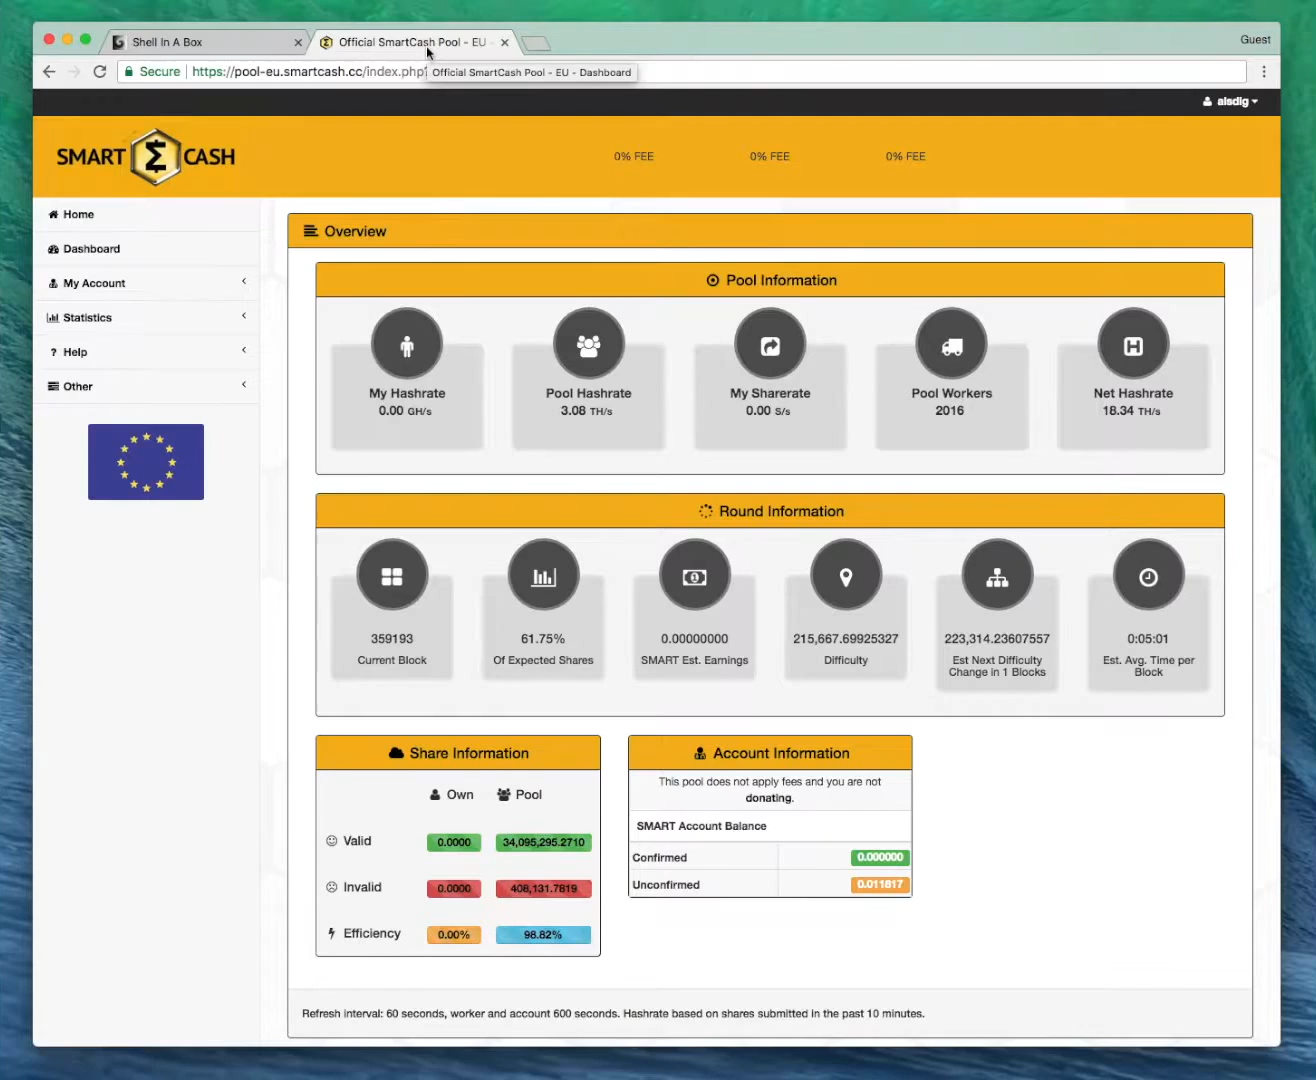 Shell In A Box
Official SmartCash Pool - EU -
Guest
Secure https://pool-eu.smartcash.cc/index.php?
Official SmartCash Pool - EU - Dashboard
aisdig
SMART Σ CASH
0% FEE 0% FEE 0% FEE
Home
Dashboard
My Account
Statistics
? Help
Other
Overview
Pool Information
My Hashrate
0.00 GH/s
Pool Hashrate
3.08 TH/s
My Sharerate
0.00 S/s
Pool Workers
2016
Net Hashrate
18.34 TH/s
Round Information
359193
Current Block
61.75%
Of Expected Shares
0.00000000
SMART Est. Earnings
215,667.69925327
Difficulty
223,314.23607557
Est Next Difficulty
Change in 1 Blocks
0:05:01
Est. Avg. Time per
Block
Share Information
Own Pool
Valid 0.0000 34,095,295.2710
Invalid 0.0000 408,131.7819
Efficiency 0.00% 98.82%
Account Information
This pool does not apply fees and you are not
donating.
SMART Account Balance
Confirmed 0.000000
Unconfirmed 0.011817
Refresh interval: 60 seconds, worker and account 600 seconds. Hashrate based on shares submitted in the past 10 minutes.